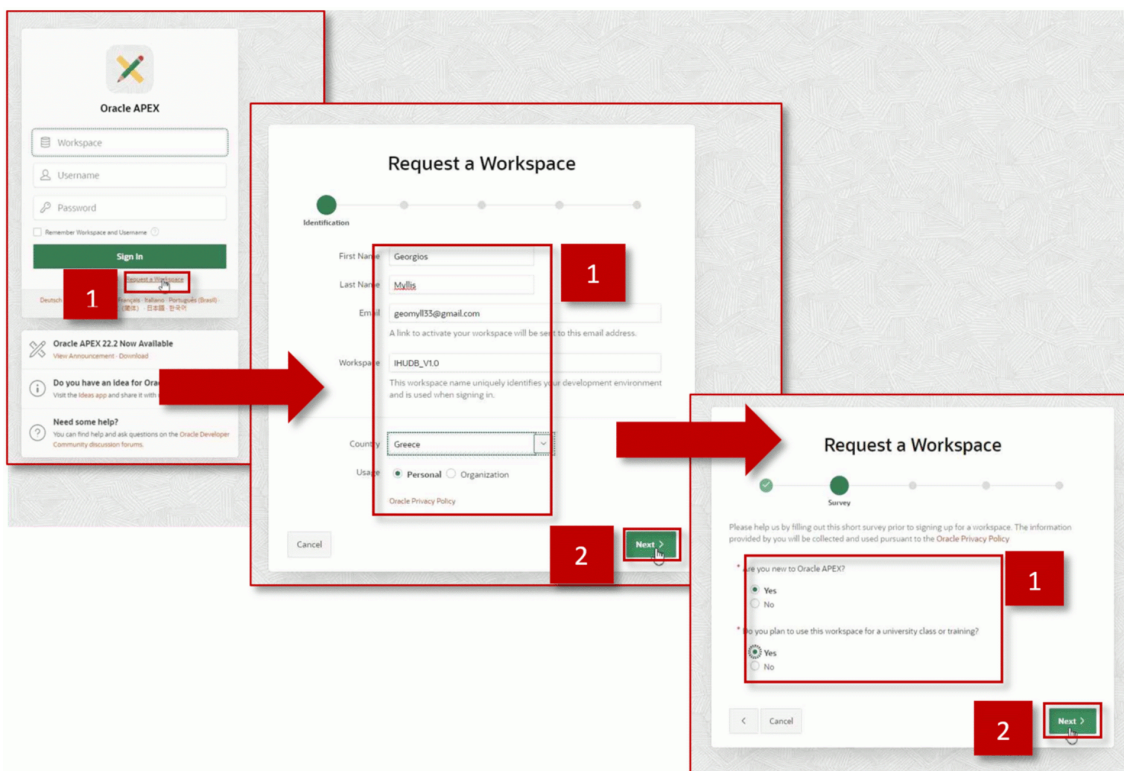 Oracle APEX
Workspace
Username
Password
Remember Workspace and Username
Sign In
Request a Workspace
1
Deutsch
Français · Italiano · Português (Brasil) ·
(简体) · 日本語 · 한국어
Oracle APEX 22.2 Now Available
View Announcement · Download
Do you have an Idea for
Visit the Ideas app and share it with
Need some help?
You can find help and ask questions on the Oracle Developer
Community discussion forums.
Request a Workspace
Identification
First Name Georgios
Last Name Myllis
Email geomyll33@gmail.com
A link to activate your workspace will be sent to this email address.
Workspace IHUDB_V1.0
This workspace name uniquely identifies your development environment
and is used when signing in.
Country Greece
Usage Personal Organization
Oracle Privacy Policy
1
Cancel
2
Next >
Request a Workspace
Survey
Please help us by filling out this short survey prior to signing up for a workspace. The information
provided by you will be collected and used pursuant to the Oracle Privacy Policy
* Are you new to Oracle APEX?
Yes
No
* Do you plan to use this workspace for a university class or training?
Yes
No
1
< Cancel
2
Next >